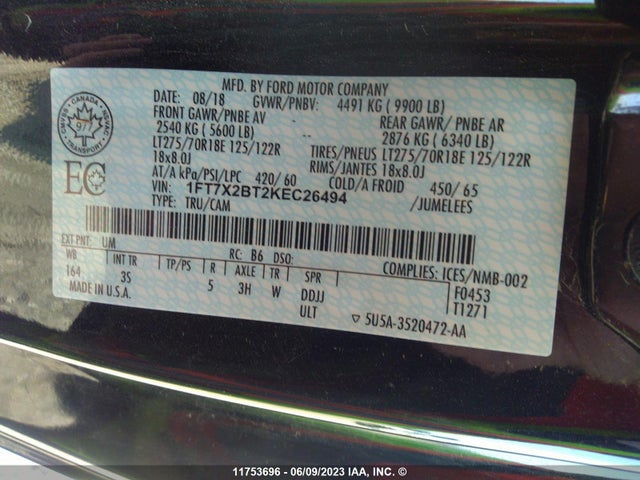 MFD. BY FORD MOTOR COMPANY
08/18 GVWR/PNBV: 4491 KG ( 9900 LB)
FRONT GAWR/PNBE AV REAR GAWR/ PNBE AR
2540 KG ( 5600 LB) -- 2876 KG ( 6340 LB)
LT275/70R18E 125/122R TIRES/PNEUS LT275/70R18E 125/122R
18x8.0J RIMS/JANTES 18x8.0J
AT/A kPa/PSI/LPC 420/ 60 COLD/A FROID 450/ 65
VIN: 1FT7X2BT2KEC26494
TYPE: TRU/CAM /JUMELEES
CANADA
977
TRANSPORT
EC
EXT PNT: UM RC: B6 DSO: COMPLIES: ICES/NMB-002
WB INT TR TP/PS R AXLE TR SPR F0453
164 3S 5 3H W DDJJ T1271
MADE IN U.S.A. ULT ▽ 5U5A-3520472-AA
11753696 - 06/09/2023 IAA, INC. ©